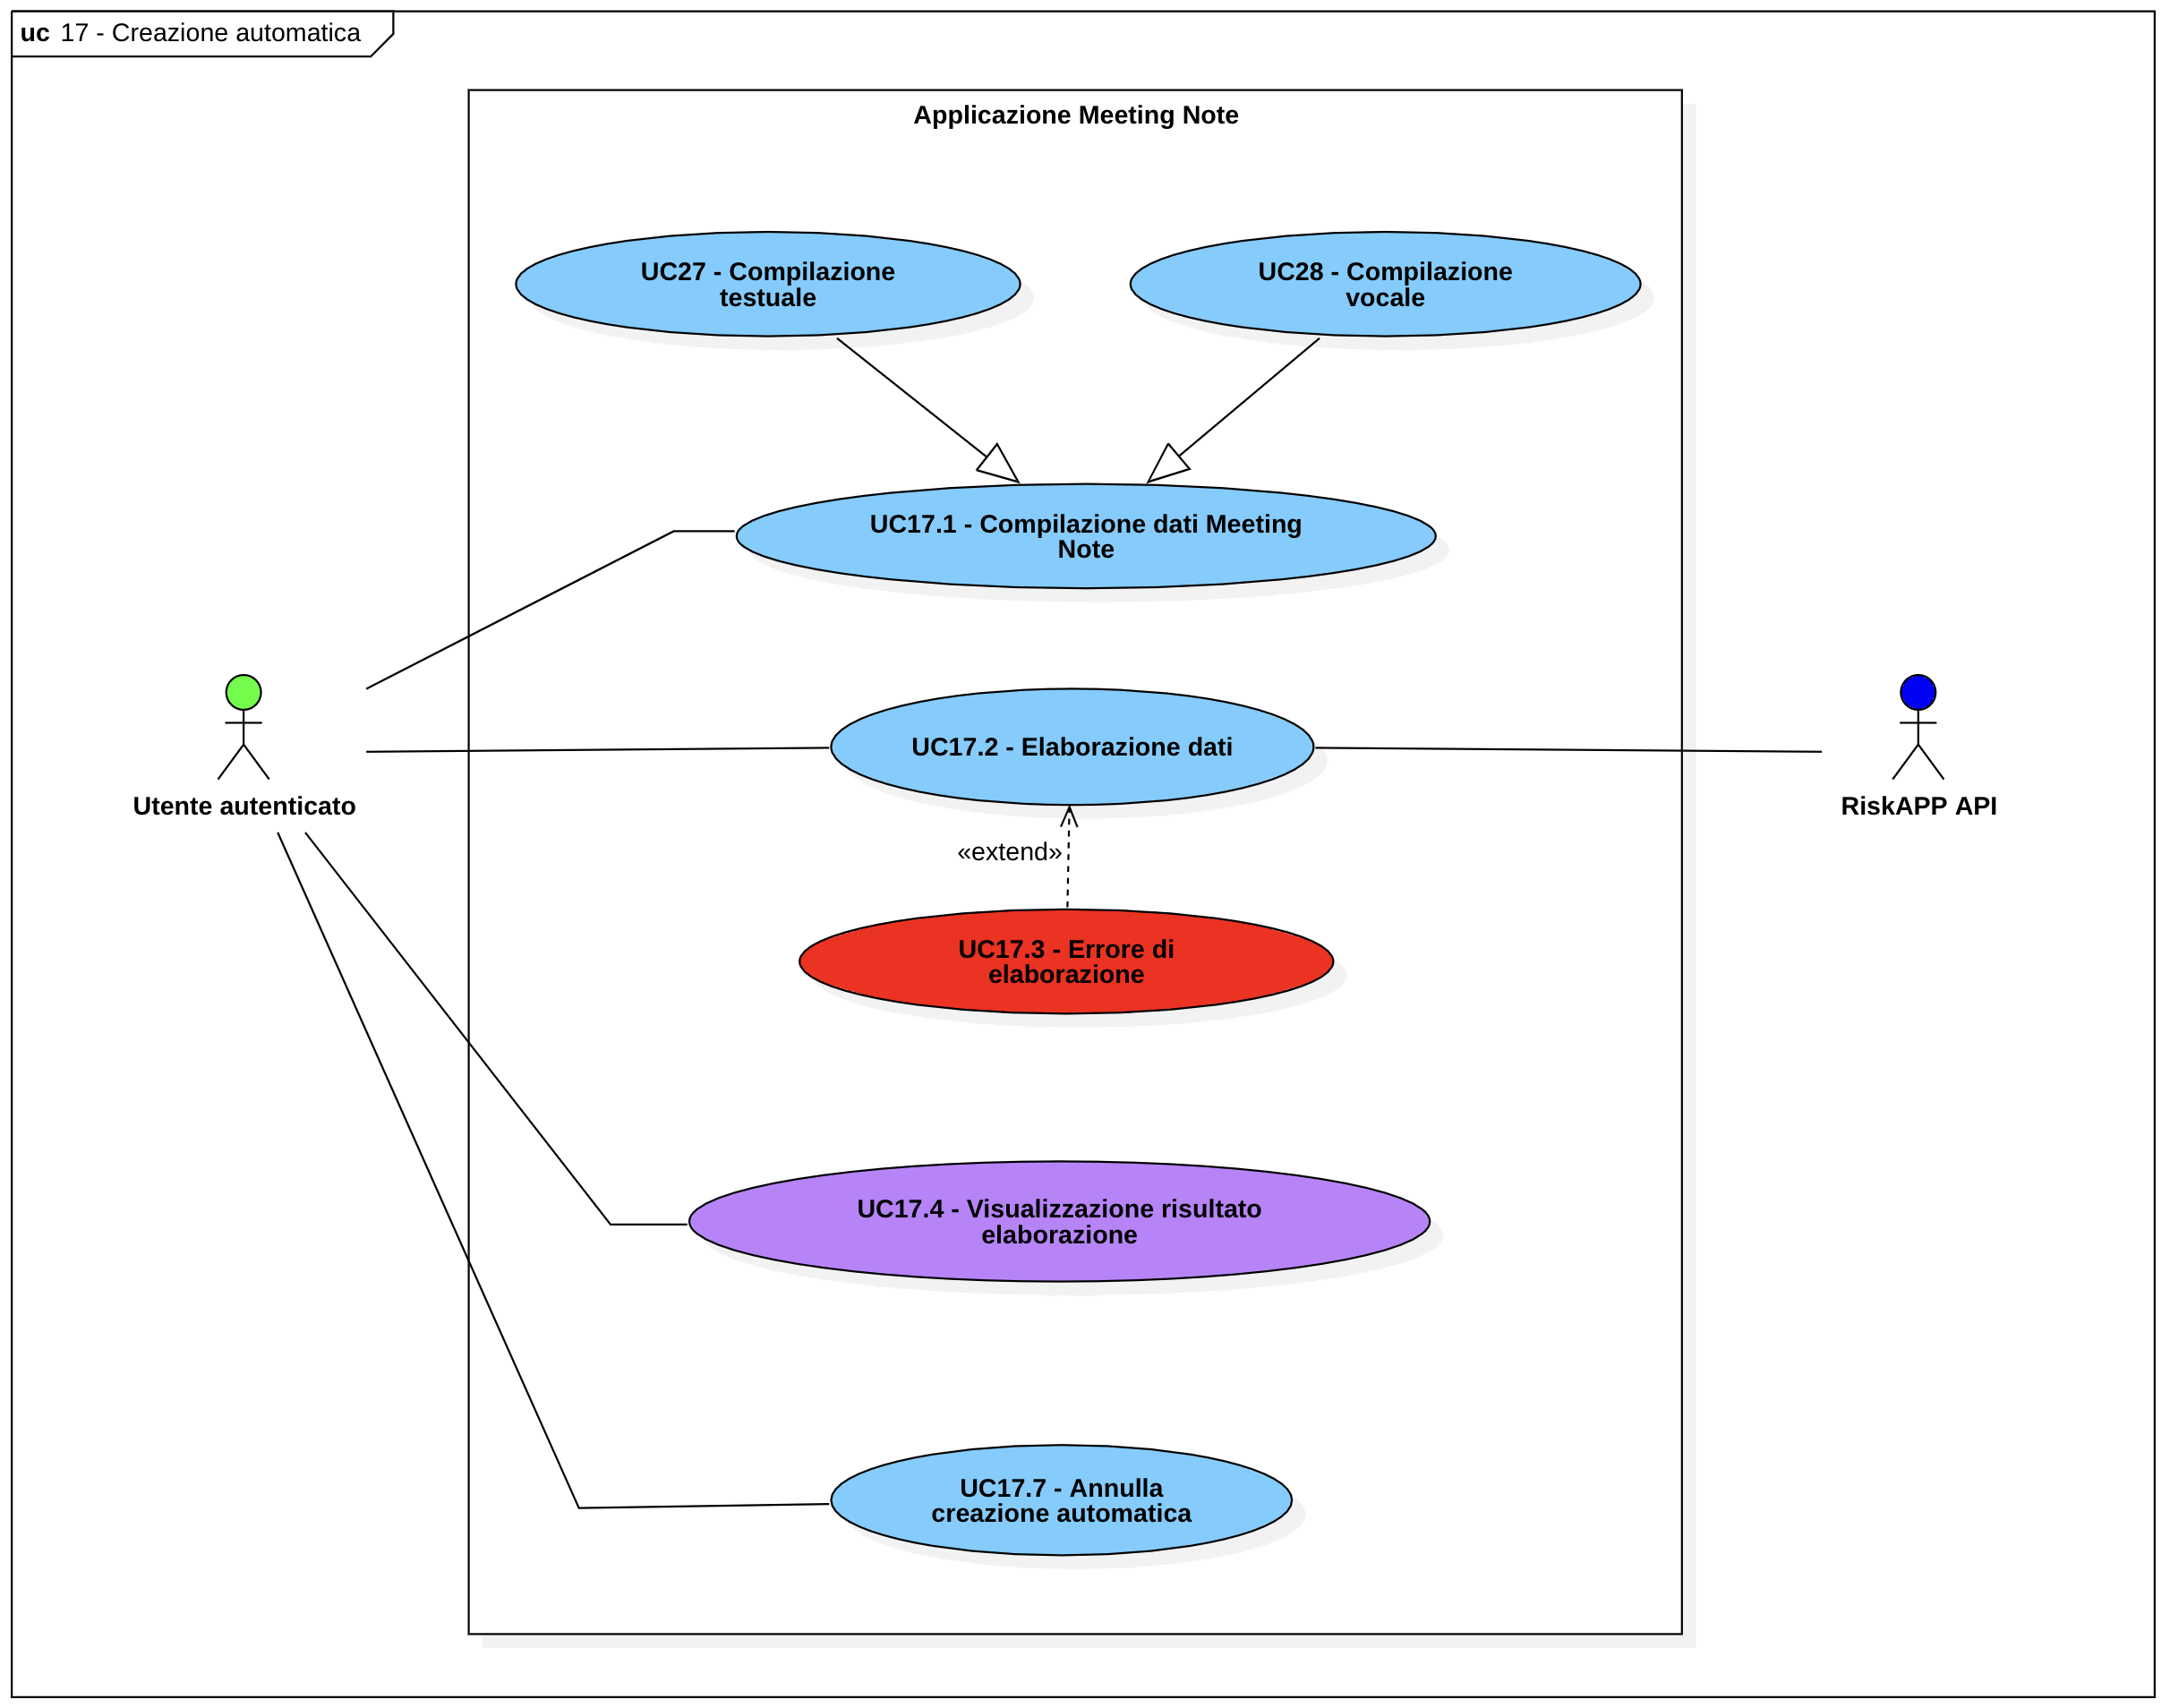 uc 17 - Creazione automatica
Applicazione Meeting Note
UC27 - Compilazione
testuale
UC28 - Compilazione
vocale
UC17.1 - Compilazione dati Meeting
Note
UC17.2 - Elaborazione dati
Utente autenticato
RiskAPP API
«extend»
UC17.3 - Errore di
elaborazione
UC17.4 - Visualizzazione risultato
elaborazione
UC17.7 - Annulla
creazione automatica